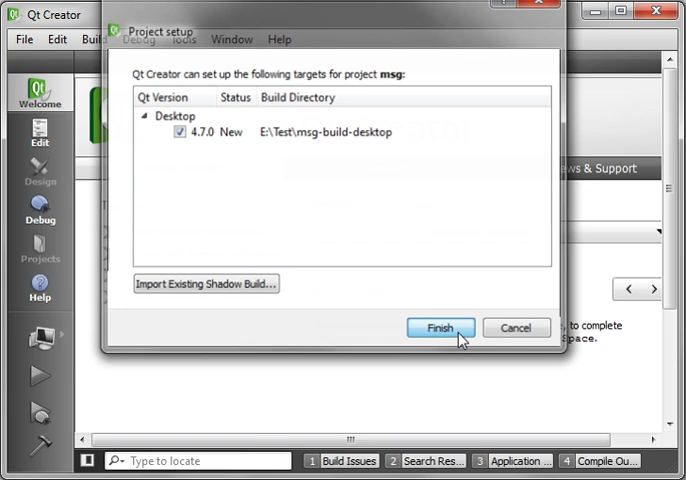 Qt Creator
Project setup
File Edit Build Debug Tools Window Help
Qt Creator can set up the following targets for project msg:
Qt Version Status Build Directory
Desktop
4.7.0 New E:\Test\msg-build-desktop
Import Existing Shadow Build...
Finish Cancel
Qt
Welcome
Edit
Design
Debug
Projects
Help
ws & Support
, to complete
Space.
Type to locate
1 Build Issues 2 Search Res... 3 Application ... 4 Compile Ou...